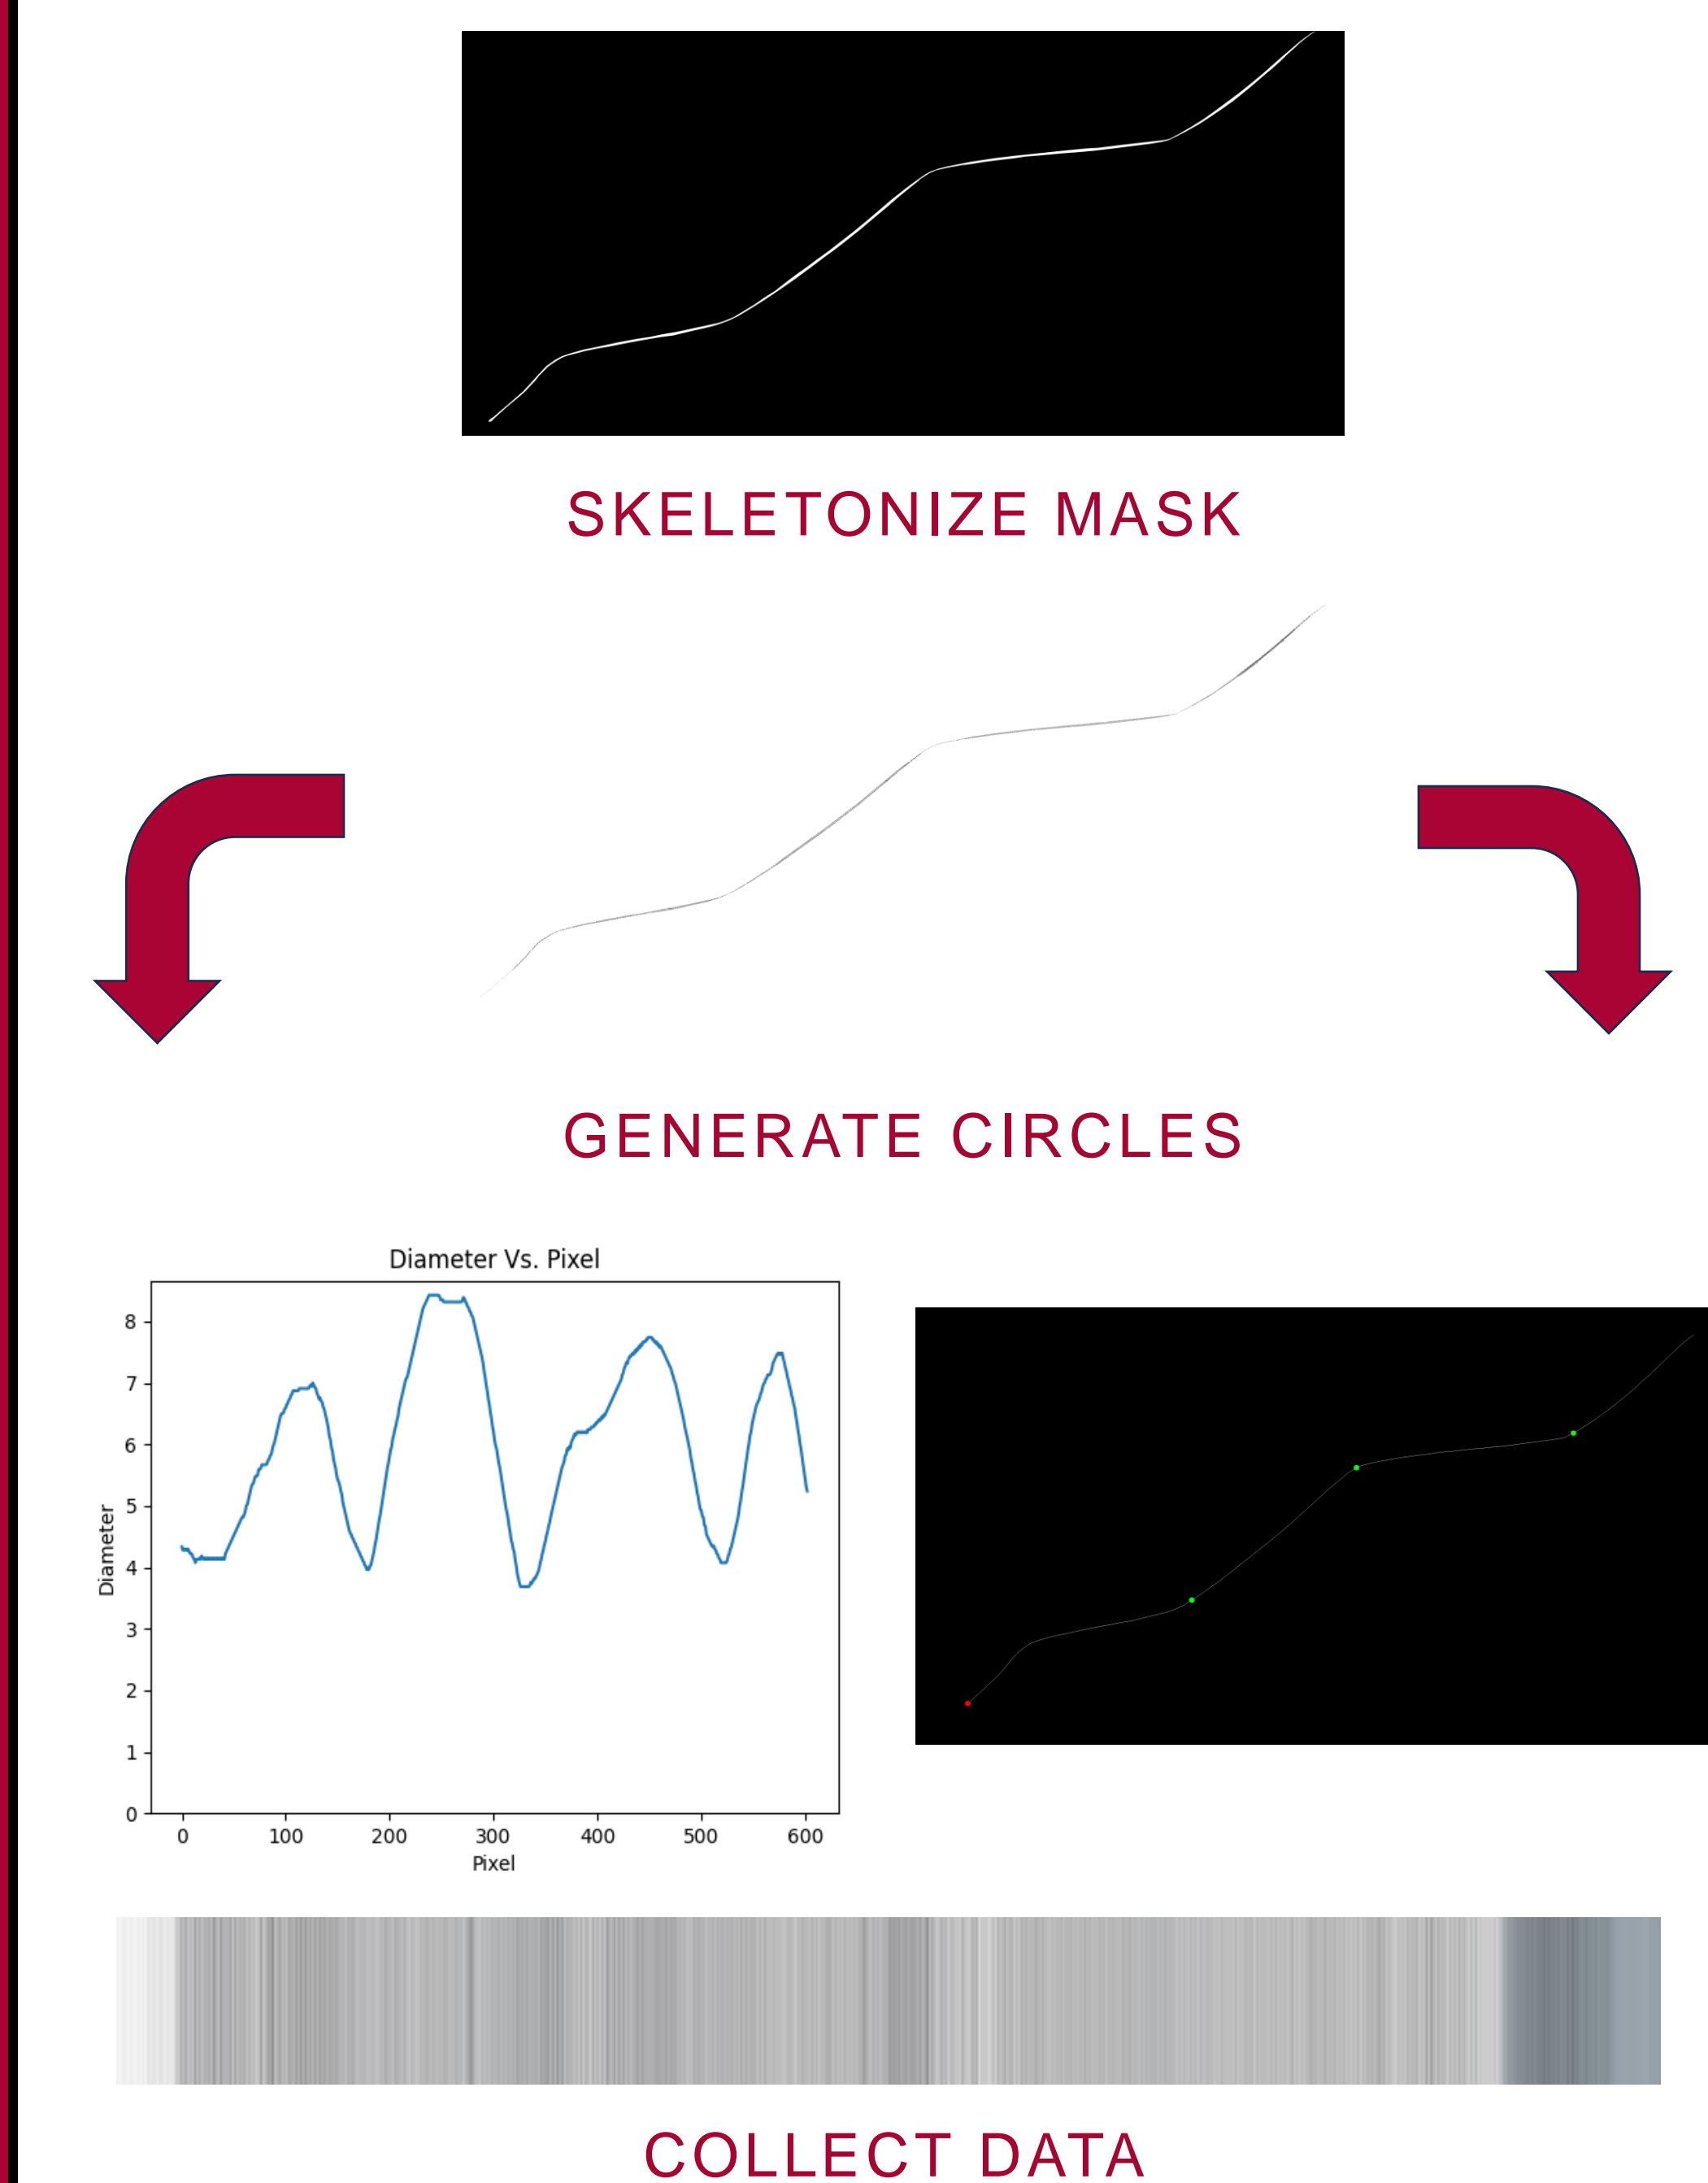 SKELETONIZE MASK
GENERATE CIRCLES
Diameter Vs. Pixel
Diameter
8
7
6
5
4
3
2
1
0
0 100 200 300 400 500 600
Pixel
COLLECT DATA